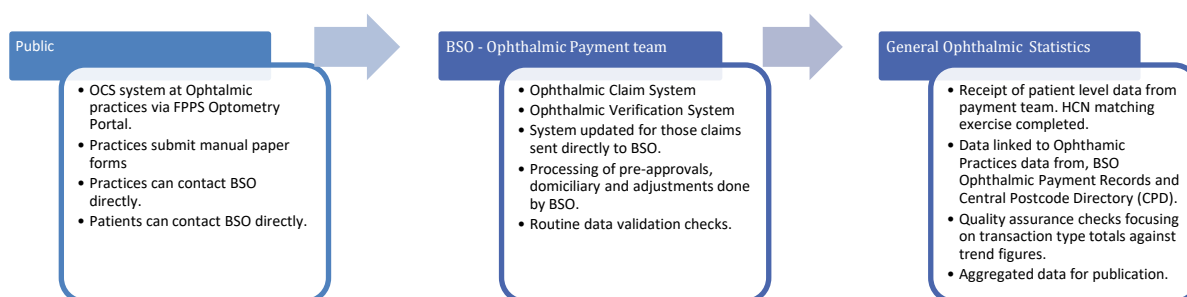 Public
• OCS system at Ophtalmic
practices via FPPS Optometry
Portal.
• Practices submit manual paper
forms
• Practices can contact BSO
directly.
• Patients can contact BSO directly.
BSO - Ophthalmic Payment team
• Ophthalmic Claim System
• Ophthalmic Verification System
• System updated for those claims
sent directly to BSO.
• Processing of pre-approvals,
domiciliary and adjustments done
by BSO.
• Routine data validation checks.
General Ophthalmic Statistics
• Receipt of patient level data from
payment team. HCN matching
exercise completed.
• Data linked to Ophthamic
Practices data from, BSO
Ophthalmic Payment Records and
Central Postcode Directory (CPD).
• Quality assurance checks focusing
on transaction type totals against
trend figures.
• Aggregated data for publication.